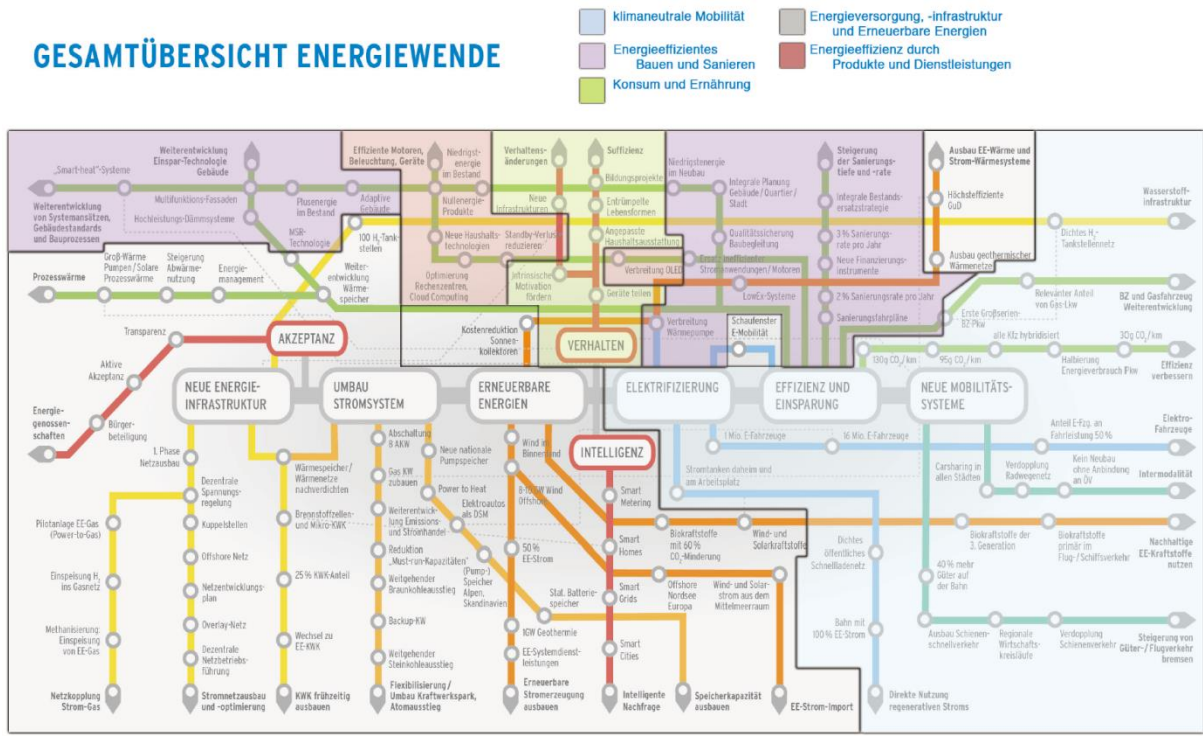 GESAMTÜBERSICHT ENERGIEWENDE
klimaneutrale Mobilität
Energieeffizientes
Bauen und Sanieren
Konsum und Ernährung
Energieversorgung, -infrastruktur
und Erneuerbare Energien
Energieeffizienz durch
Produkte und Dienstleistungen
„Smart-heat"-Systeme
Weiterentwicklung
Einspar-Technologie
Gebäude
Weiterentwicklung
von Systemansätzen,
Gebäudestandards
und Bauprozessen
Multifunktions-Fassaden
Hochleistungs-Dämmsysteme
Plusenergie
im Bestand
Adaptive
Gebäude
MSR-
Technologie
100 H₂-Tank-
stellen
Effiziente Motoren,
Beleuchtung, Geräte
Niedrigst-
energie
im Bestand
Nullenergie-
Produkte
Neue Haushalts-
technologien
Optimierung
Rechenzentren,
Cloud Computing
Verhaltens-
änderungen
Neue
Infrastrukturen
Standby-Verlus
reduzieren
Intrinsische
Motivation
fördern
Suffizienz
Bildungsprojekte
Entrümpelte
Lebensformen
Angepasste
Haushaltsausstattung
Verbreitung OLED
Geräte teilen
Niedrigstenergie
im Neubau
Integrale Planung
Gebäude / Quartier /
Stadt
Qualitätssicherung
Baubegleitung
Ersatz ineffizienter
Stromanwendungen / Motoren
LowEx-Systeme
Verbreitung
Wärmepumpe
Schaufenster
E-Mobilität
Steigerung
der Sanierungs-
tiefe und -rate
Integrale Bestands-
ersatzstrategie
3 % Sanierungs-
rate pro Jahr
Neue Finanzierungs-
instrumente
2 % Sanierungsrate pro Jahr
Sanierungsfahrpläne
Ausbau EE-Wärme und
Strom-Wärmesysteme
Höchsteffiziente
GuD
Ausbau geothermischer
Wärmenetze
Wasserstoff-
infrastruktur
Dichtes H₂-
Tankstellennetz
Relevanter Anteil
von Gas-Lkw
BZ und Gasfahrzeug
Weiterentwicklung
Erste Großserien-
BZ-Pkw
130g CO₂/ km
95g CO₂/ km
alle Kfz hybridisiert
Halbierung
Energieverbrauch Pkw
30g CO₂/km
Effizienz
verbessern
Prozesswärme
Groß-Wärme
Pumpen / Solare
Prozesswärme
Steigerung
Abwärme-
nutzung
Energie-
management
Weiter-
entwicklung
Wärme-
speicher
Transparenz
Aktive
Akzeptanz
Bürger-
beteiligung
Energie-
genossen-
schaften
Kostenreduktion
Sonnen-
kollektoren
AKZEPTANZ
VERHALTEN
NEUE ENERGIE-
INFRASTRUKTUR
UMBAU
STROMSYSTEM
ERNEUERBARE
ENERGIEN
ELEKTRIFIZIERUNG
EFFIZIENZ UND
EINSPARUNG
NEUE MOBILITÄTS-
SYSTEME
INTELLIGENZ
1. Phase
Netzausbau
Dezentrale
Spannungs-
regelung
Kuppelstellen
Offshore Netz
Netzentwicklungs-
plan
Overlay-Netz
Dezentrale
Netzbetriebs-
führung
Stromnetzausbau
und -optimierung
Pilotanlage EE-Gas
(Power-to-Gas)
Einspeisung H₂
ins Gasnetz
Methanisierung:
Einspeisung
von EE-Gas
Netzkopplung
Strom-Gas
Wärmespeicher /
Wärmenetze
nachverdichten
Brennstoffzellen-
und Mikro-KWK
25 % KWK-Anteil
Wechsel zu
EE-KWK
KWK frühzeitig
ausbauen
Abschaltung
8 AKW
Gas KW
zubauen
Weiterentwick-
lung Emissions-
und Stromhandel
Reduktion
„Must-run-Kapazitäten"
Weitgehender
Braunkohleausstieg
Backup-KW
Weitgehender
Steinkohleausstieg
Flexibilisierung /
Umbau Kraftwerkspark,
Atomausstieg
Neue nationale
Pumpspeicher
Power to Heat
Elektroautos
als DSM
(Pump-)
Speicher
Alpen,
Skandinavien
Stat. Batterie-
speicher
Speicherkapazität
ausbauen
Wind im
Binnenland
8-10 GW Wind
Offshore
50 %
EE-Strom
1GW Geothermie
EE-Systemdienst-
leistungen
Erneuerbare
Stromerzeugung
ausbauen
Smart
Metering
Smart
Homes
Smart
Grids
Smart
Cities
Intelligente
Nachfrage
Biokraftstoffe
mit 60 %
CO₂-Minderung
Wind- und
Solarkraftstoffe
Biokraftstoffe der
3. Generation
Biokraftstoffe
primär im
Flug-/ Schiffsverkehr
Nachhaltige
EE-Kraftstoffe
nutzen
Offshore
Nordsee
Europa
Wind- und Solar-
strom aus dem
Mittelmeerraum
EE-Strom-Import
1 Mio. E-Fahrzeuge
16 Mio. E-Fahrzeuge
Anteil E-Fzg. an
Fahrleistung 50 %
Elektro-
Fahrzeuge
Stromtanken daheim und
am Arbeitsplatz
Dichtes
öffentliches
Schnellladenetz
Bahn mit
100 % EE-Strom
Direkte Nutzung
regenerativen Stroms
Carsharing in
allen Städten
Verdopplung
Radwegenetz
Kein Neubau
ohne Anbindung
an ÖV
Intermodalität
40 % mehr
Güter auf
der Bahn
Ausbau Schienen-
schnellverkehr
Regionale
Wirtschafts-
kreisläufe
Verdopplung
Schienenverkehr
Steigerung von
Güter-/ Flugverkehr
bremsen